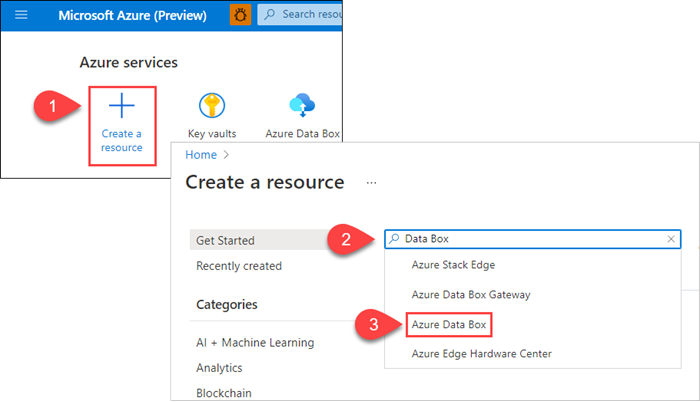 Microsoft Azure (Preview)
Search resou
Azure services
1
Create a
resource
Key vaults
Azure Data Box
Home
Create a resource
...
Get Started
2
Data Box
Recently created
Azure Stack Edge
Azure Data Box Gateway
Categories
3
Azure Data Box
AI + Machine Learning
Azure Edge Hardware Center
Analytics
Blockchain